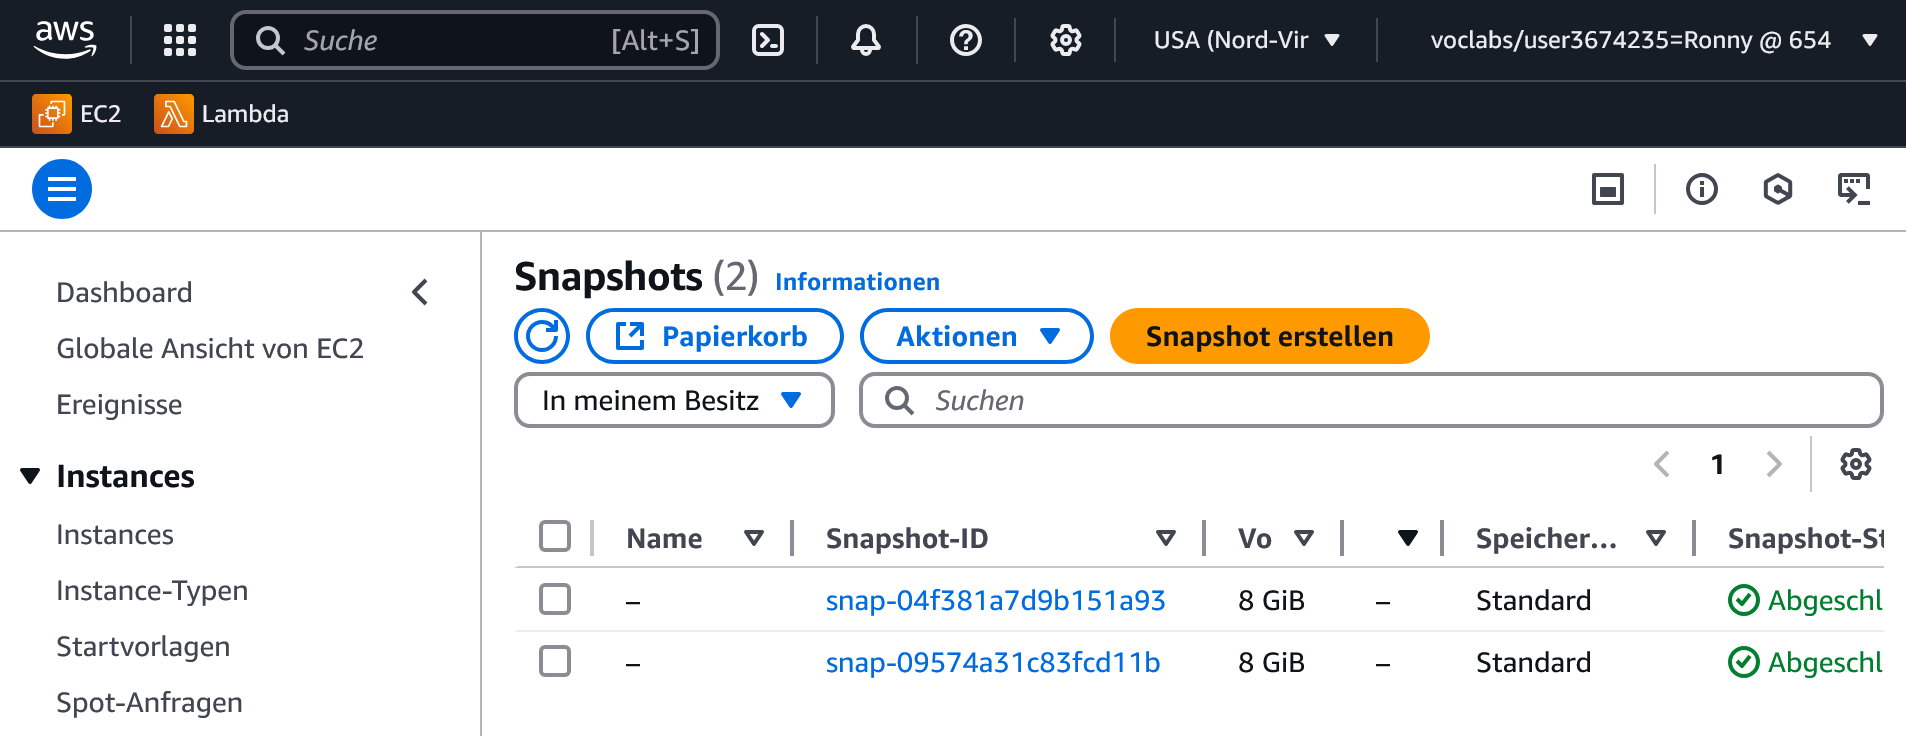 aws Suche [Alt+S] USA (Nord-Vir voclabs/user3674235=Ronny @ 654
EC2 Lambda
Dashboard
Globale Ansicht von EC2
Ereignisse
Instances
Instances
Instance-Typen
Startvorlagen
Spot-Anfragen
Snapshots (2) Informationen
Papierkorb Aktionen Snapshot erstellen
In meinem Besitz Suchen
1
Name Snapshot-ID Vo Speicher... Snapshot-St
– snap-04f381a7d9b151a93 8 GiB – Standard Abgeschl
– snap-09574a31c83fcd11b 8 GiB – Standard Abgeschl